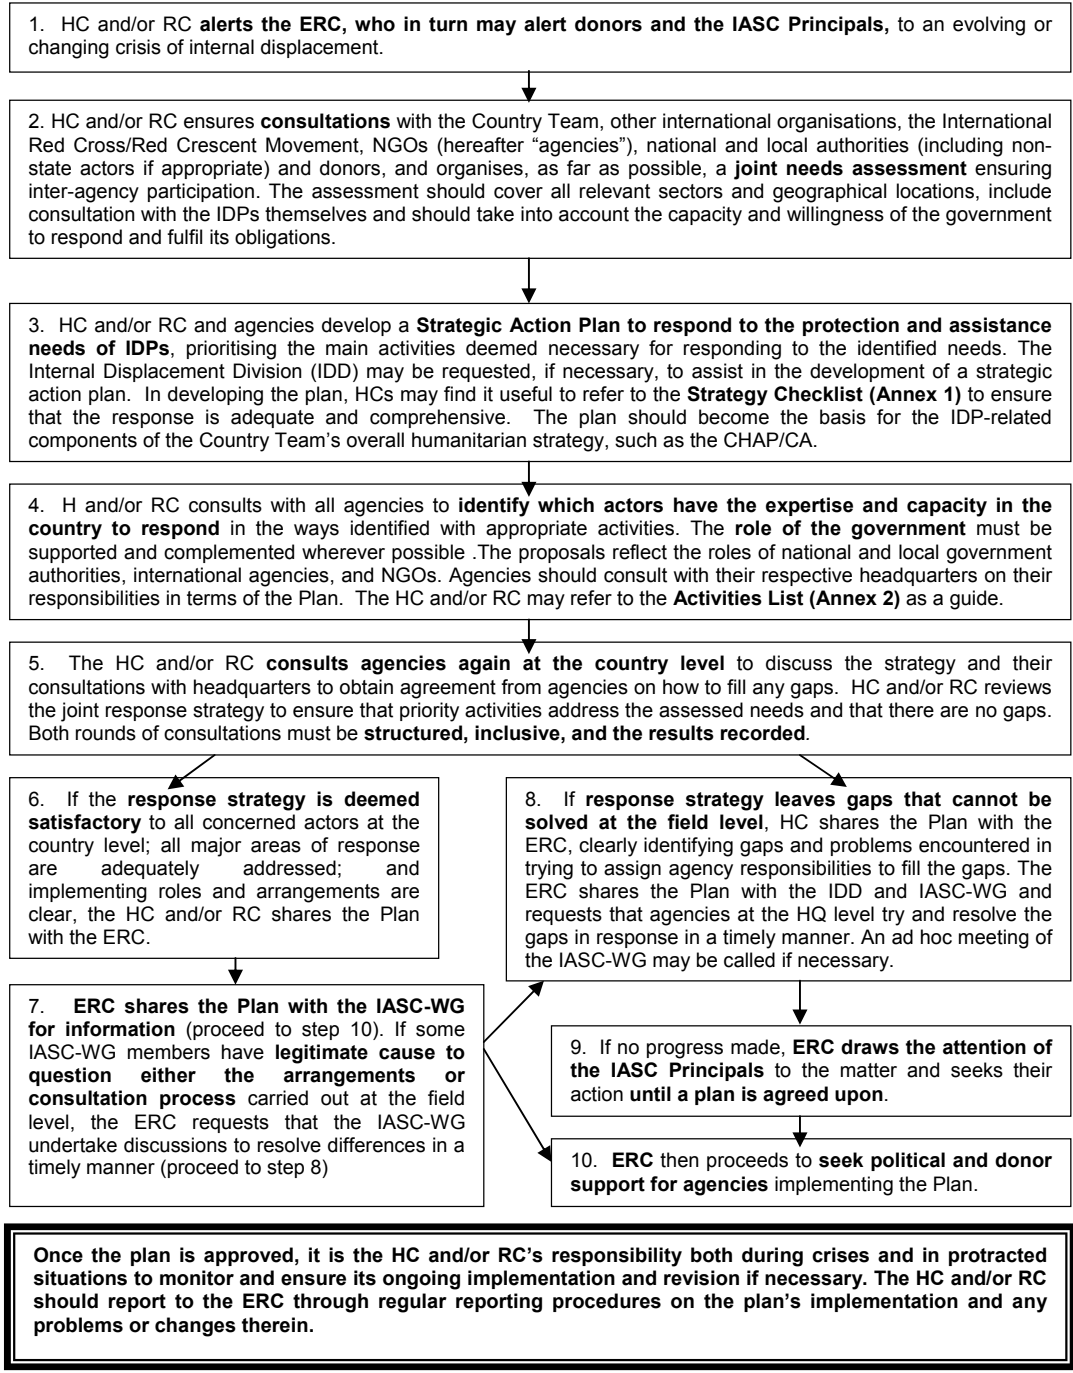 1. HC and/or RC alerts the ERC, who in turn may alert donors and the IASC Principals, to an evolving or
changing crisis of internal displacement.
2. HC and/or RC ensures consultations with the Country Team, other international organisations, the International
Red Cross/Red Crescent Movement, NGOs (hereafter “agencies”), national and local authorities (including non-
state actors if appropriate) and donors, and organises, as far as possible, a joint needs assessment ensuring
inter-agency participation. The assessment should cover all relevant sectors and geographical locations, include
consultation with the IDPs themselves and should take into account the capacity and willingness of the government
to respond and fulfil its obligations.
3. HC and/or RC and agencies develop a Strategic Action Plan to respond to the protection and assistance
needs of IDPs, prioritising the main activities deemed necessary for responding to the identified needs. The
Internal Displacement Division (IDD) may be requested, if necessary, to assist in the development of a strategic
action plan. In developing the plan, HCs may find it useful to refer to the Strategy Checklist (Annex 1) to ensure
that the response is adequate and comprehensive. The plan should become the basis for the IDP-related
components of the Country Team’s overall humanitarian strategy, such as the CHAP/CA.
4. H and/or RC consults with all agencies to identify which actors have the expertise and capacity in the
country to respond in the ways identified with appropriate activities. The role of the government must be
supported and complemented wherever possible .The proposals reflect the roles of national and local government
authorities, international agencies, and NGOs. Agencies should consult with their respective headquarters on their
responsibilities in terms of the Plan. The HC and/or RC may refer to the Activities List (Annex 2) as a guide.
5. The HC and/or RC consults agencies again at the country level to discuss the strategy and their
consultations with headquarters to obtain agreement from agencies on how to fill any gaps. HC and/or RC reviews
the joint response strategy to ensure that priority activities address the assessed needs and that there are no gaps.
Both rounds of consultations must be structured, inclusive, and the results recorded.
6. If the response strategy is deemed
satisfactory to all concerned actors at the
country level; all major areas of response
are adequately addressed; and
implementing roles and arrangements are
clear, the HC and/or RC shares the Plan
with the ERC.
7. ERC shares the Plan with the IASC-WG
for information (proceed to step 10). If some
IASC-WG members have legitimate cause to
question either the arrangements or
consultation process carried out at the field
level, the ERC requests that the IASC-WG
undertake discussions to resolve differences in a
timely manner (proceed to step 8)
8. If response strategy leaves gaps that cannot be
solved at the field level, HC shares the Plan with the
ERC, clearly identifying gaps and problems encountered in
trying to assign agency responsibilities to fill the gaps. The
ERC shares the Plan with the IDD and IASC-WG and
requests that agencies at the HQ level try and resolve the
gaps in response in a timely manner. An ad hoc meeting of
the IASC-WG may be called if necessary.
9. If no progress made, ERC draws the attention of
the IASC Principals to the matter and seeks their
action until a plan is agreed upon.
10. ERC then proceeds to seek political and donor
support for agencies implementing the Plan.
Once the plan is approved, it is the HC and/or RC’s responsibility both during crises and in protracted
situations to monitor and ensure its ongoing implementation and revision if necessary. The HC and/or RC
should report to the ERC through regular reporting procedures on the plan’s implementation and any
problems or changes therein.